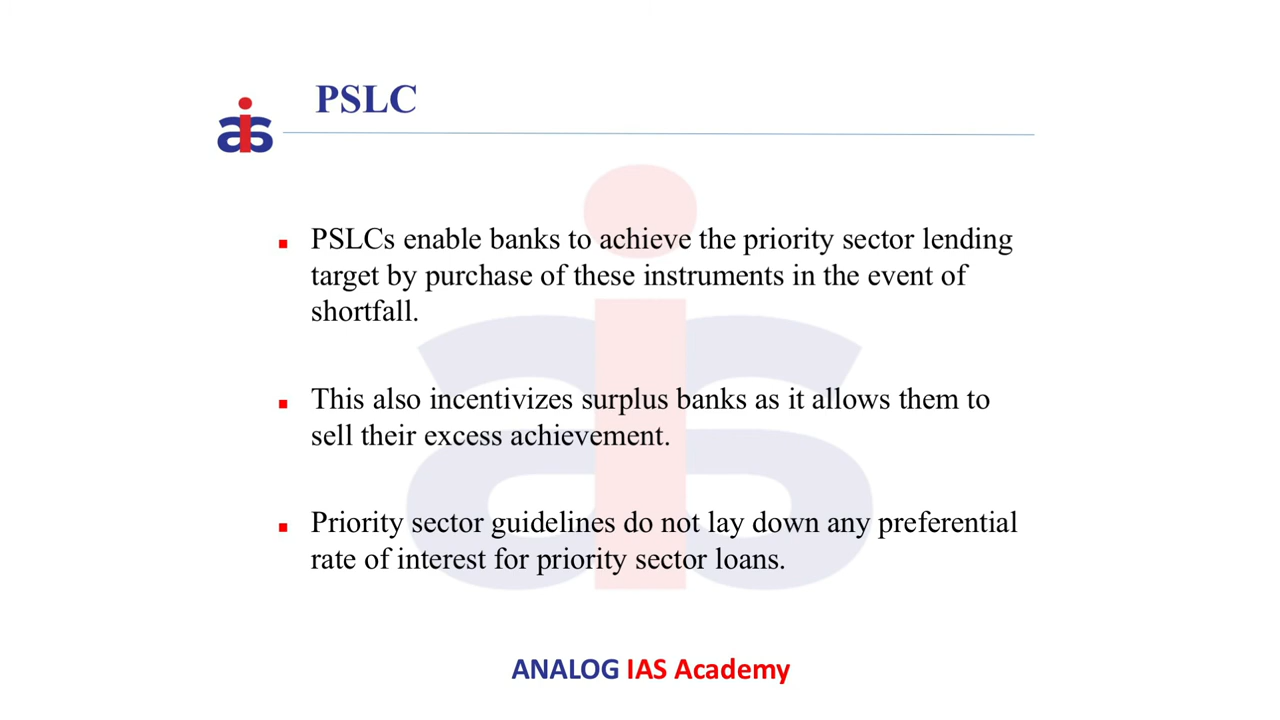 PSLC
PSLCs enable banks to achieve the priority sector lending
target by purchase of these instruments in the event of
shortfall.
This also incentivizes surplus banks as it allows them to
sell their excess achievement.
Priority sector guidelines do not lay down any preferential
rate of interest for priority sector loans.
ANALOG IAS Academy